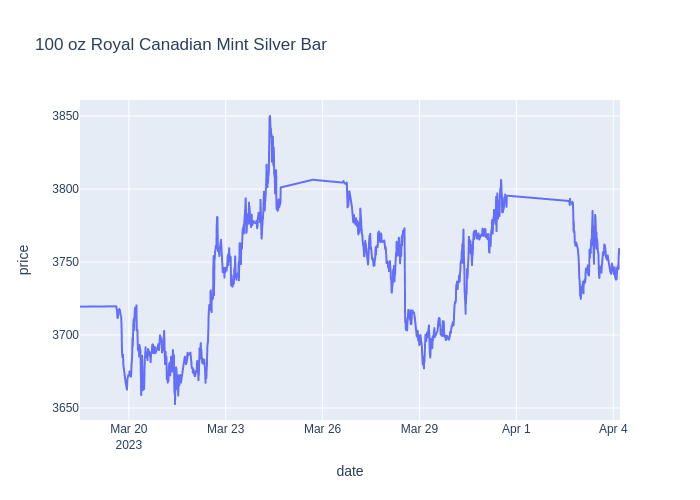 100 oz Royal Canadian Mint Silver Bar
3850
3800
3750
3700
3650
price
Mar 20
2023
Mar 23
Mar 26
Mar 29
Apr 1
Apr 4
date